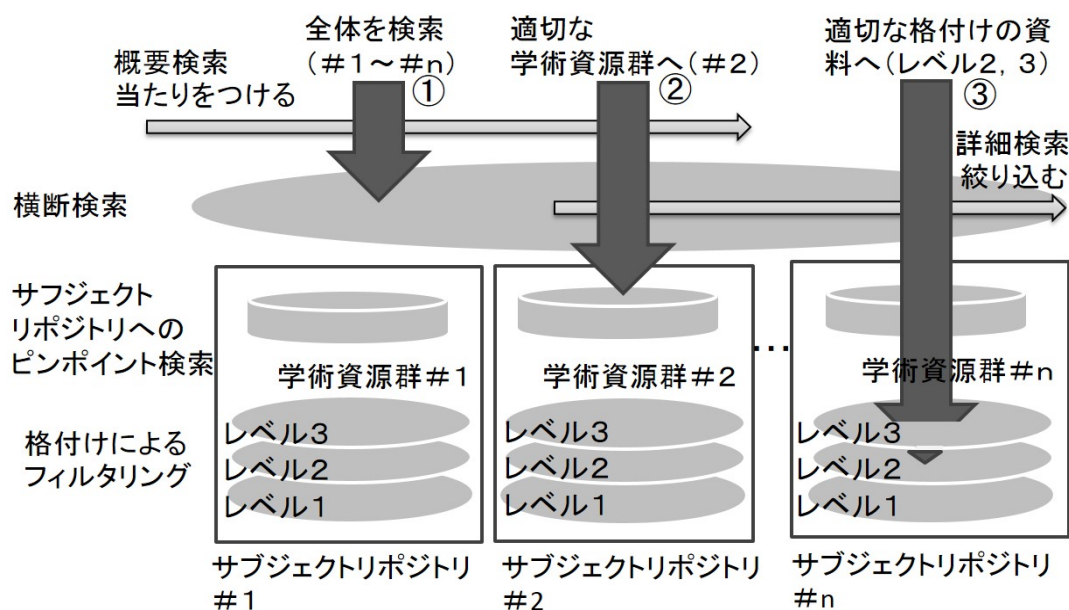 全体を検索
(＃1～＃n)
①
適切な
学術資源群へ(＃2)
②
適切な格付けの資
料へ(レベル2, 3)
③
概要検索
当たりをつける
詳細検索
絞り込む
横断検索
サフジェクト
リポジトリへの
ピンポイント検索
学術資源群＃1
学術資源群＃2
…
学術資源群＃n
格付けによる
フィルタリング
レベル3
レベル2
レベル1
レベル3
レベル2
レベル1
レベル3
レベル2
レベル1
サブジェクトリポジトリ
＃1
サブジェクトリポジトリ
＃2
サブジェクトリポジトリ
＃n